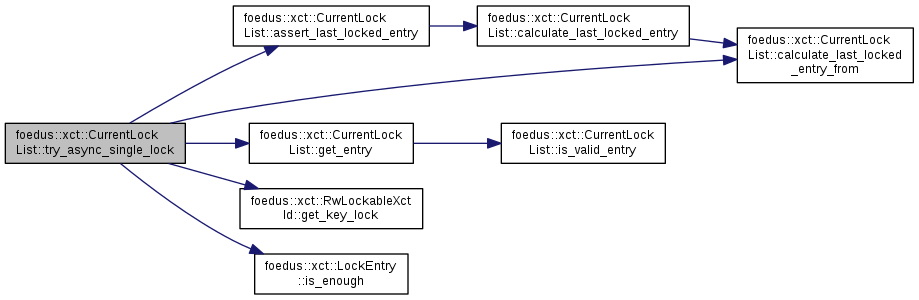 foedus::xct::CurrentLock
List::assert_last_locked_entry
foedus::xct::CurrentLock
List::calculate_last_locked_entry
foedus::xct::CurrentLock
List::calculate_last_locked
_entry_from
foedus::xct::CurrentLock
List::try_async_single_lock
foedus::xct::CurrentLock
List::get_entry
foedus::xct::CurrentLock
List::is_valid_entry
foedus::xct::RwLockableXct
Id::get_key_lock
foedus::xct::LockEntry
::is_enough